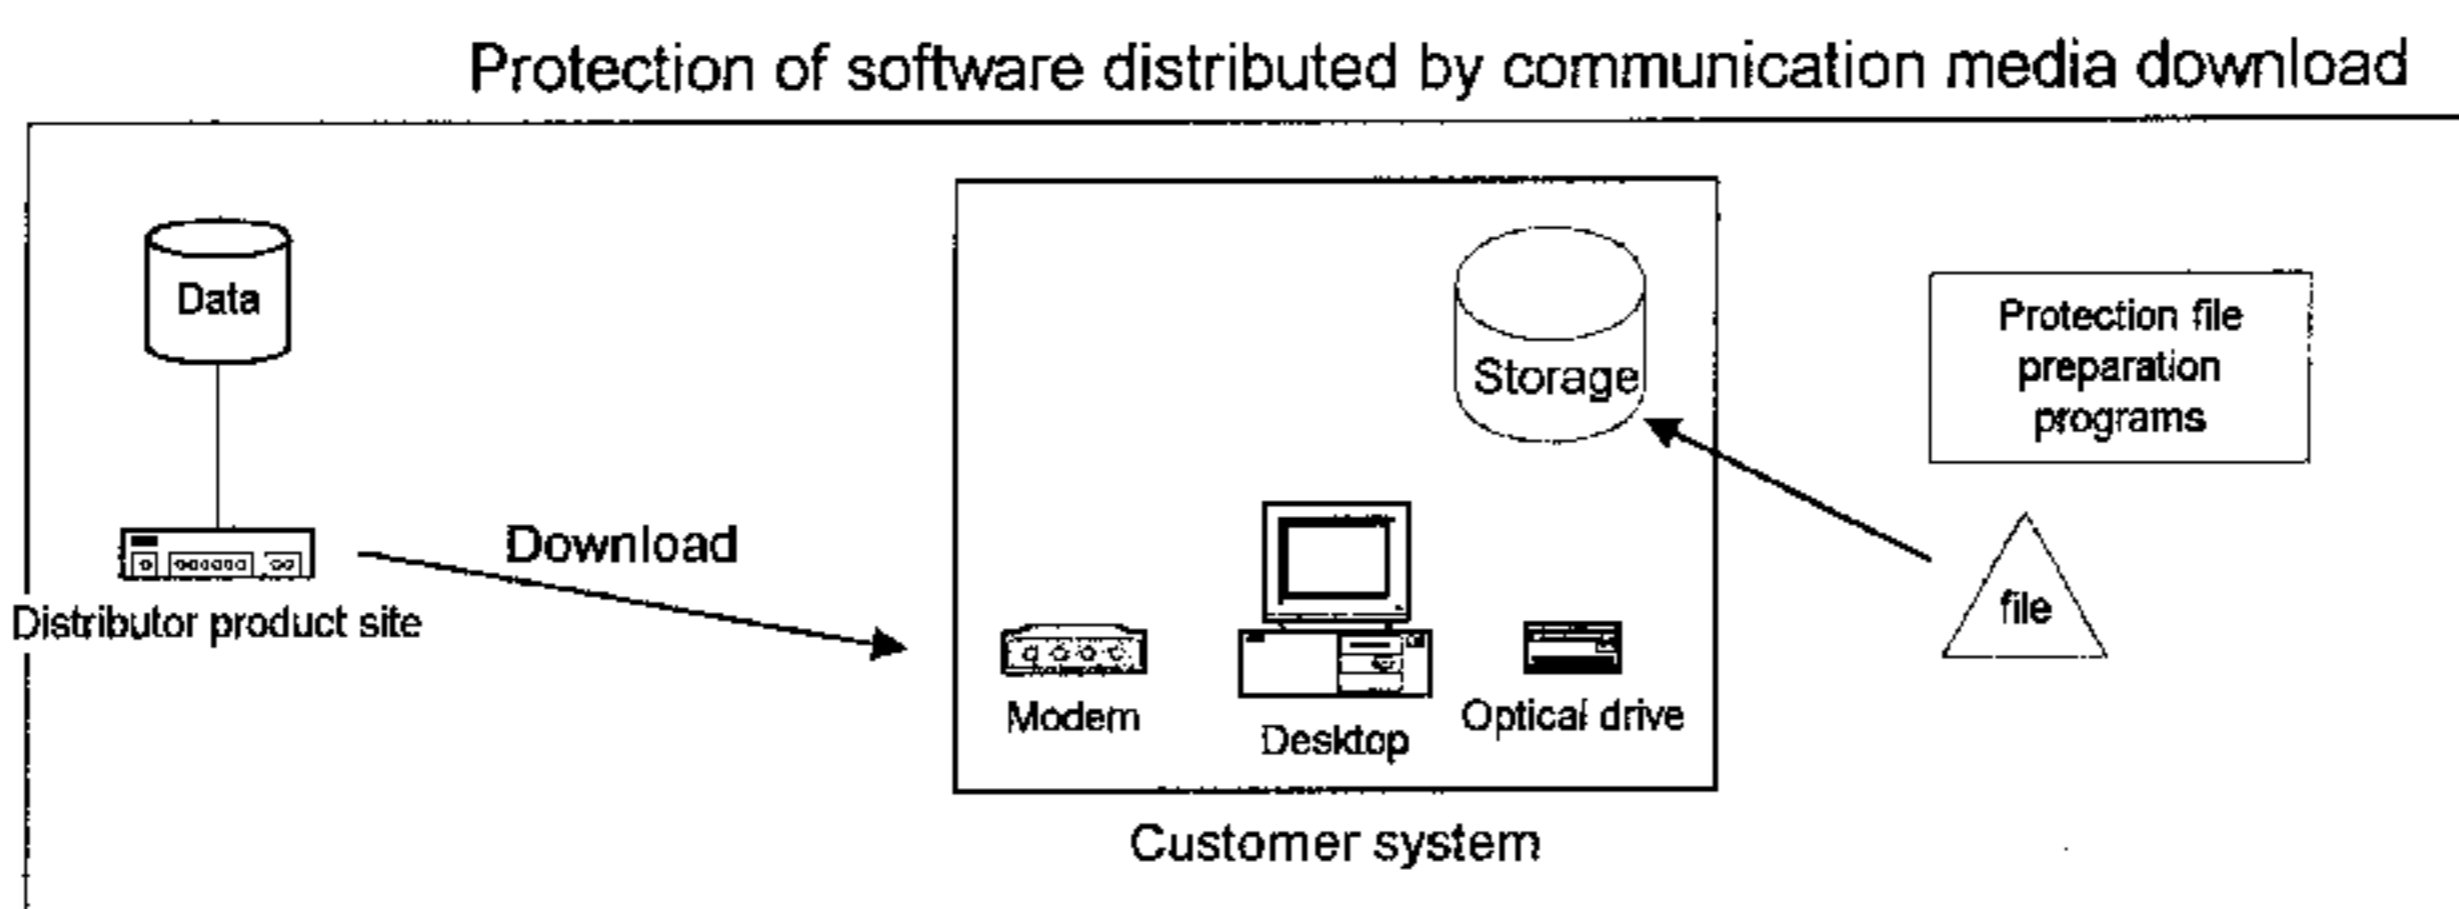 Protection of software distributed by communication media download
Data
Storage
Protection file
preparation
programs
Download
file
Distributor product site
Modem
Desktop
Optical drive
Customer system